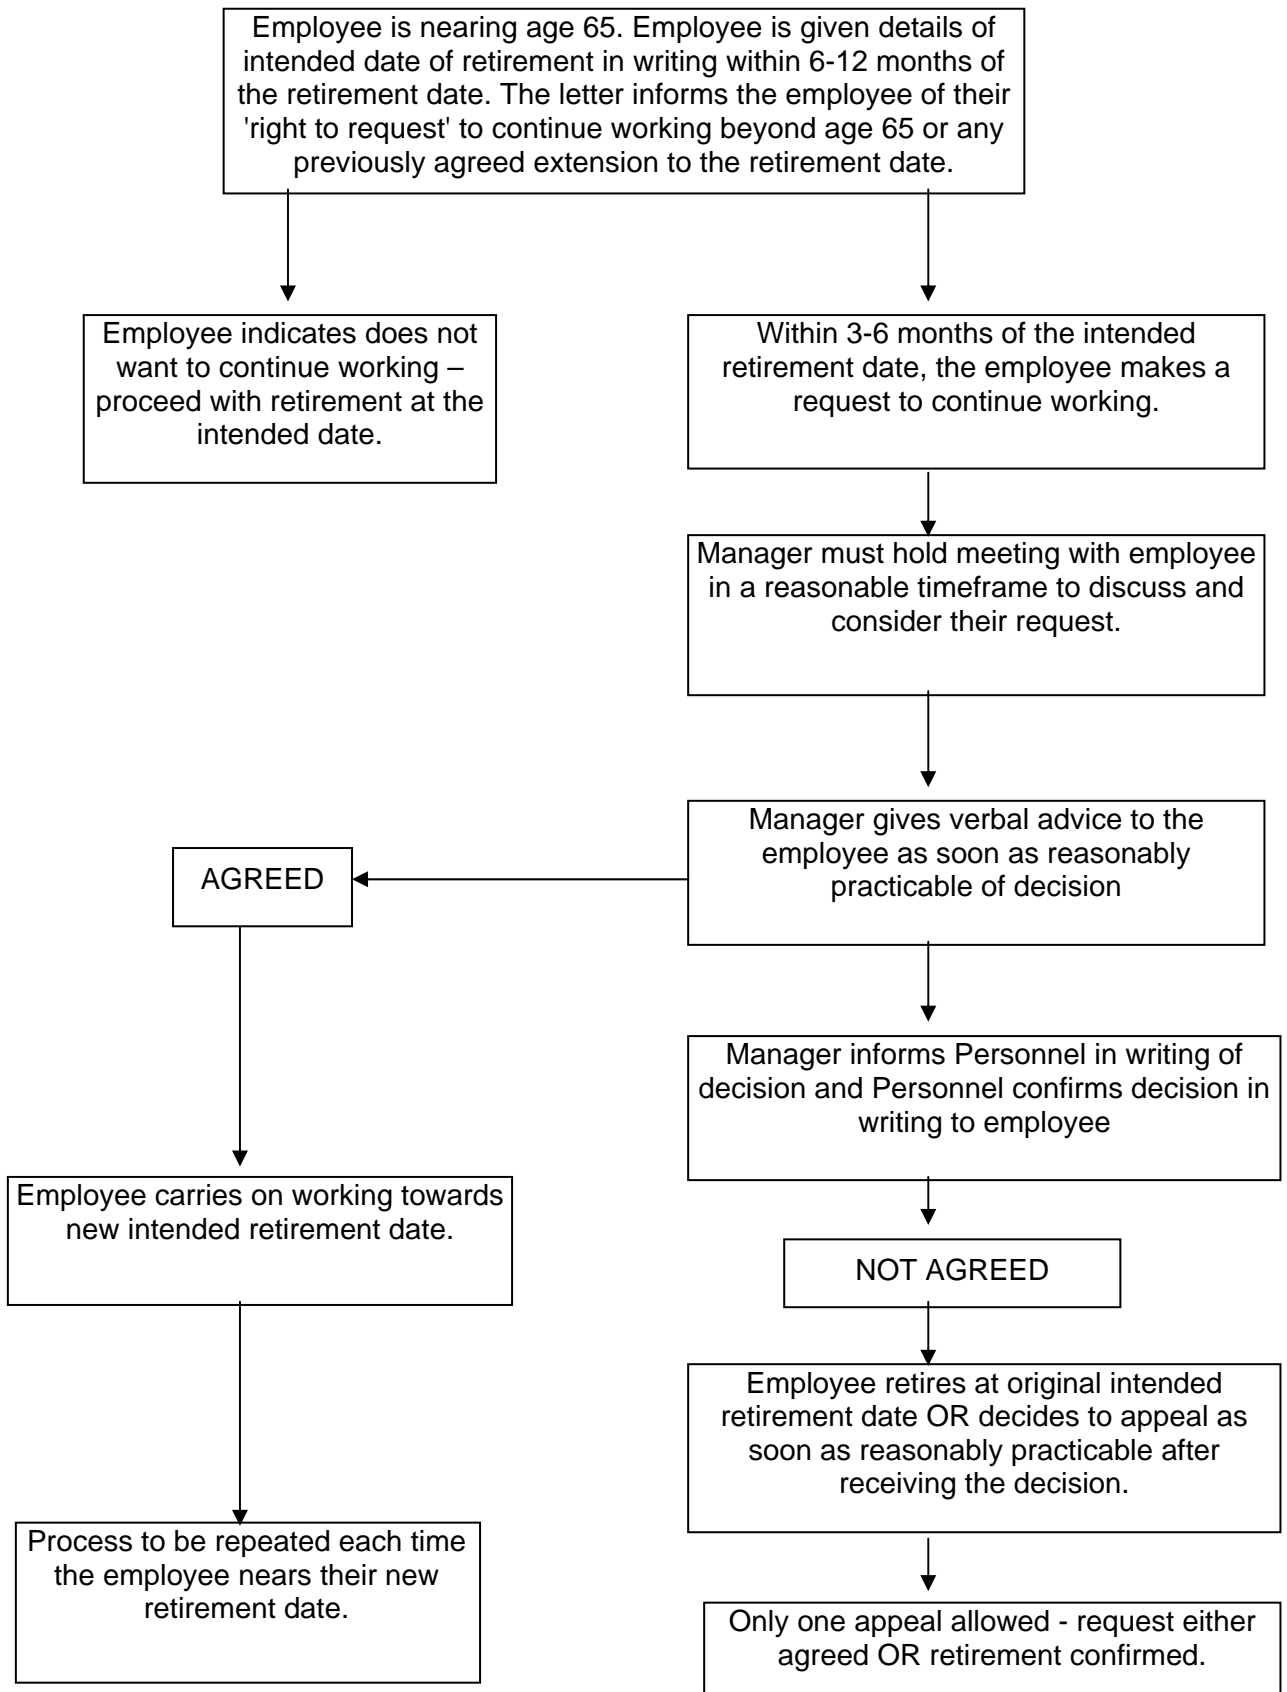 Employee is nearing age 65. Employee is given details of
intended date of retirement in writing within 6-12 months of
the retirement date. The letter informs the employee of their
'right to request' to continue working beyond age 65 or any
previously agreed extension to the retirement date.
Employee indicates does not
want to continue working –
proceed with retirement at the
intended date.
Within 3-6 months of the intended
retirement date, the employee makes a
request to continue working.
Manager must hold meeting with employee
in a reasonable timeframe to discuss and
consider their request.
Manager gives verbal advice to the
employee as soon as reasonably
practicable of decision
AGREED
Manager informs Personnel in writing of
decision and Personnel confirms decision in
writing to employee
Employee carries on working towards
new intended retirement date.
NOT AGREED
Employee retires at original intended
retirement date OR decides to appeal as
soon as reasonably practicable after
receiving the decision.
Process to be repeated each time
the employee nears their new
retirement date.
Only one appeal allowed - request either
agreed OR retirement confirmed.